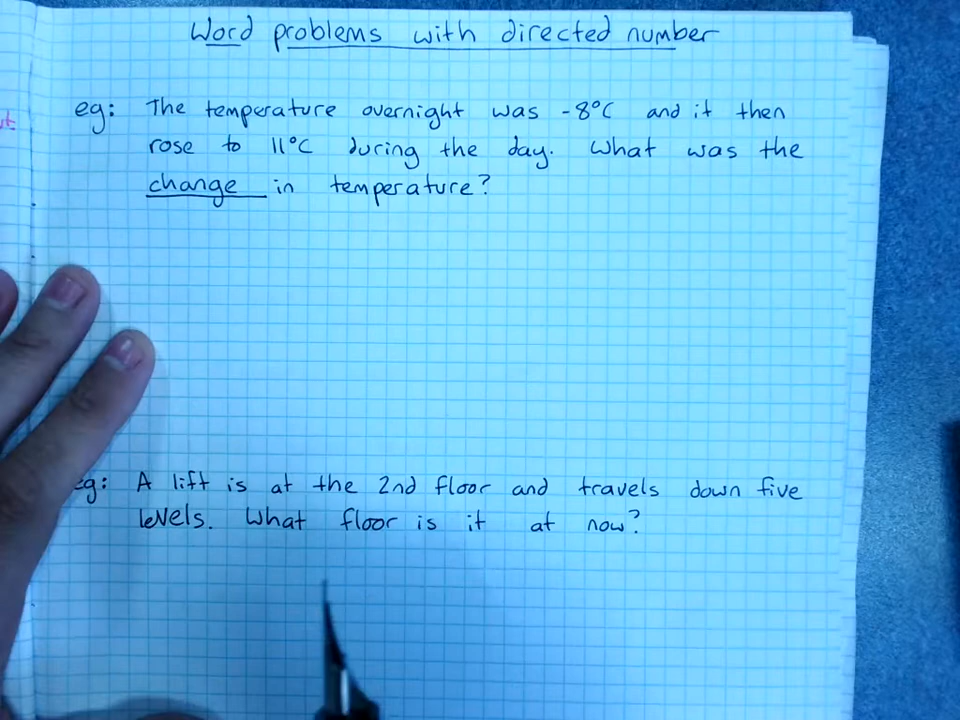 Word problems with directed number
eg: The temperature overnight was -8°C and it then
rose to 11°C during the day. What was the
change in temperature?
eg: A lift is at the 2nd floor and travels down five
levels. What floor is it at now?